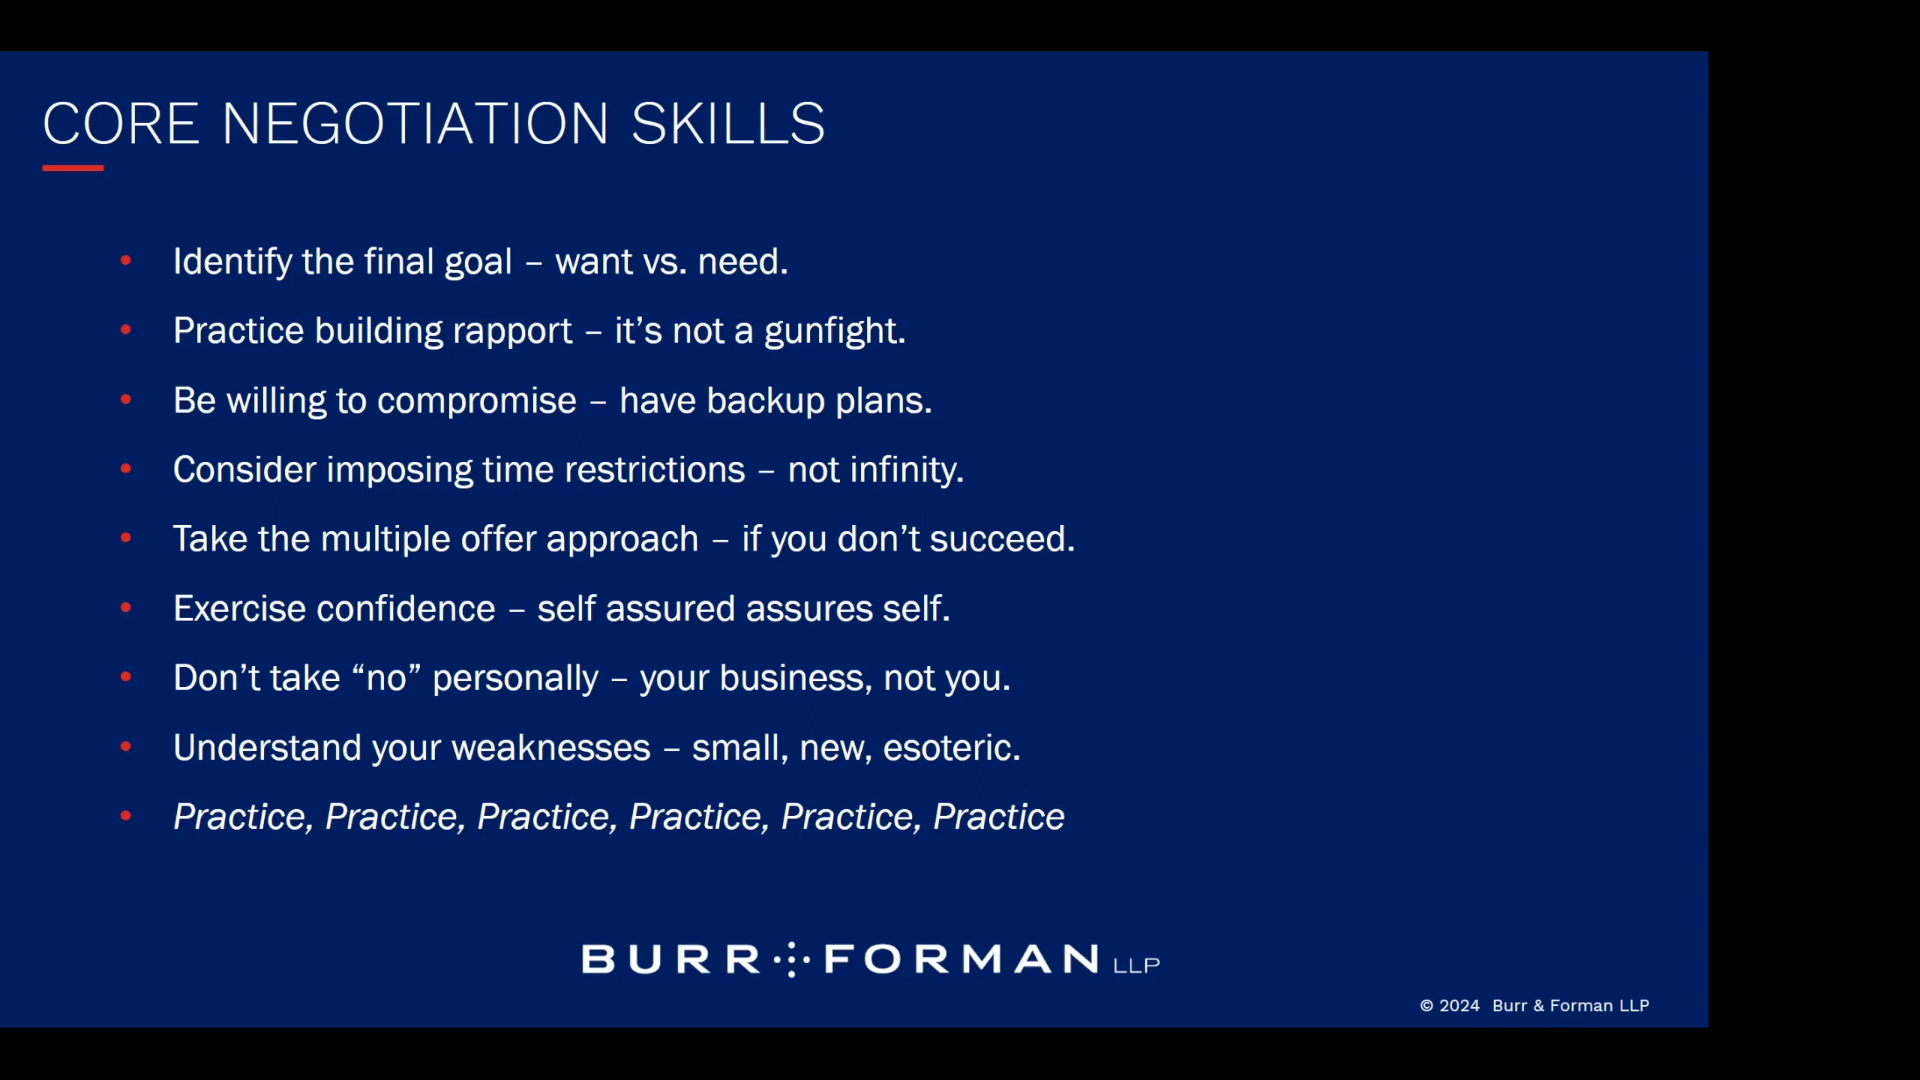 CORE NEGOTIATION SKILLS
• Identify the final goal – want vs. need.
• Practice building rapport – it’s not a gunfight.
• Be willing to compromise – have backup plans.
• Consider imposing time restrictions – not infinity.
• Take the multiple offer approach – if you don’t succeed.
• Exercise confidence – self assured assures self.
• Don’t take “no” personally – your business, not you.
• Understand your weaknesses – small, new, esoteric.
• Practice, Practice, Practice, Practice, Practice, Practice
BURR FORMAN LLP
© 2024 Burr & Forman LLP